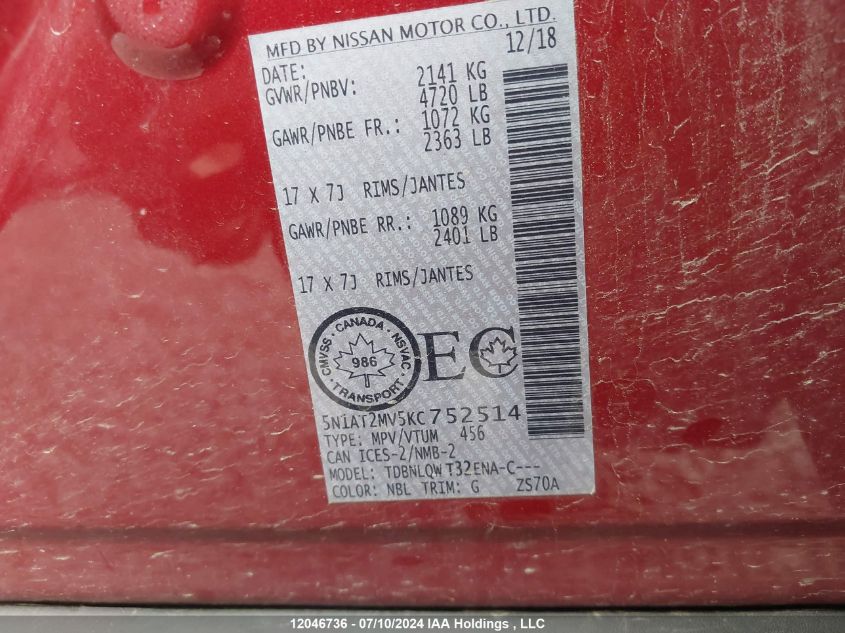 MFD BY NISSAN MOTOR CO., LTD.
DATE: 12/18
GVWR/PNBV: 2141 KG
4720 LB
GAWR/PNBE FR.: 1072 KG
2363 LB
17 X 7J RIMS/JANTES
GAWR/PNBE RR.: 1089 KG
2401 LB
17 X 7J RIMS/JANTES
CMVSS · CANADA · NSVAC · TRANSPORT ·
986
EC
5N1AT2MV5KC752514
TYPE: MPV/VTUM 456
CAN ICES-2/NMB-2
MODEL: TDBNLQW T32ENA-C---
COLOR: NBL TRIM: G ZS70A
12046736 - 07/10/2024 IAA Holdings , LLC